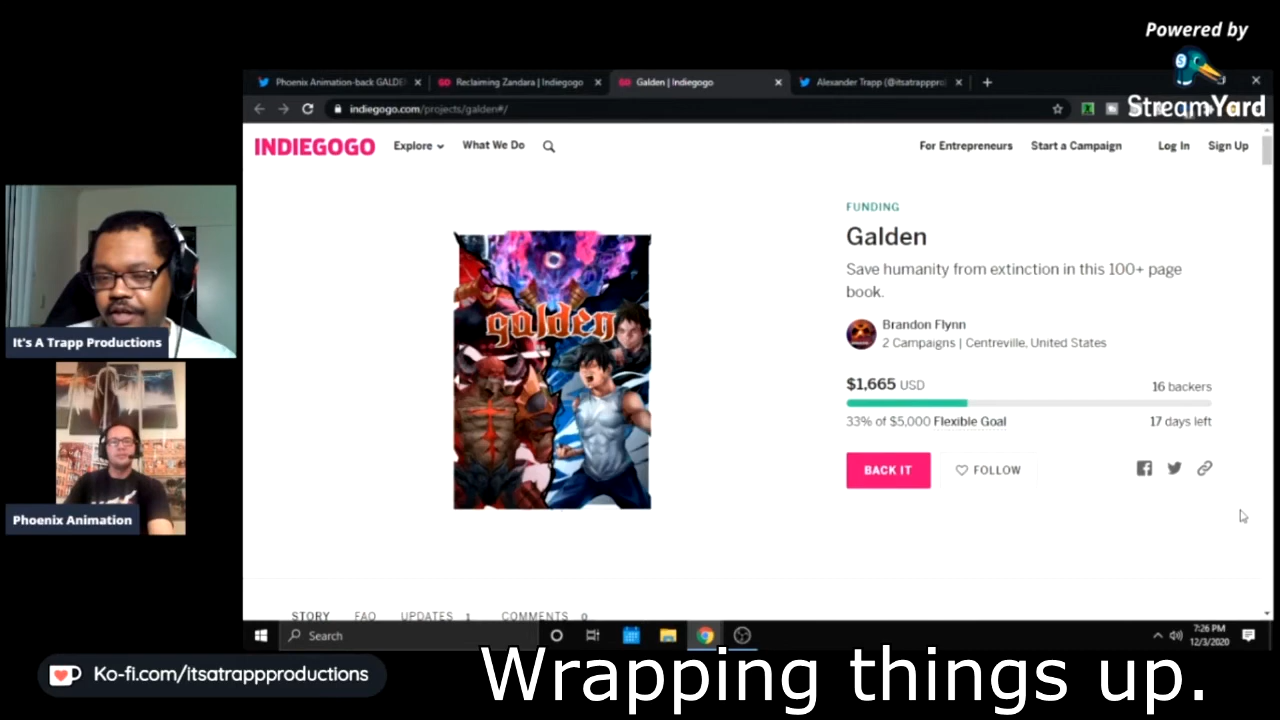 Powered by
StreamYard
Phoenix Animation-back GALDE
Reclaiming Zandara | Indiegogo
Galden | Indiegogo
Alexander Trapp (@itsatrapppro
indiegogo.com/projects/galden#/
INDIEGOGO
Explore
What We Do
For Entrepreneurs
Start a Campaign
Log In
Sign Up
FUNDING
Galden
Save humanity from extinction in this 100+ page
book.
Brandon Flynn
2 Campaigns | Centreville, United States
$1,665 USD
16 backers
33% of $5,000 Flexible Goal
17 days left
BACK IT
FOLLOW
galden
It's A Trapp Productions
Phoenix Animation
STORY
FAQ
UPDATES 1
COMMENTS 0
Search
7:26 PM
12/3/2020
Ko-fi.com/itsatrappproductions
Wrapping things up.